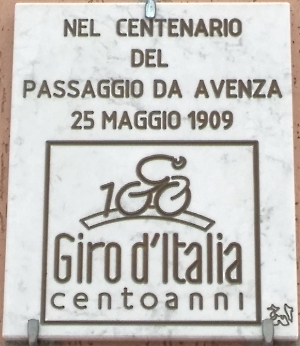 NEL CENTENARIO
DEL
PASSAGGIO DA AVENZA
25 MAGGIO 1909
100
Giro d'Italia
centoanni